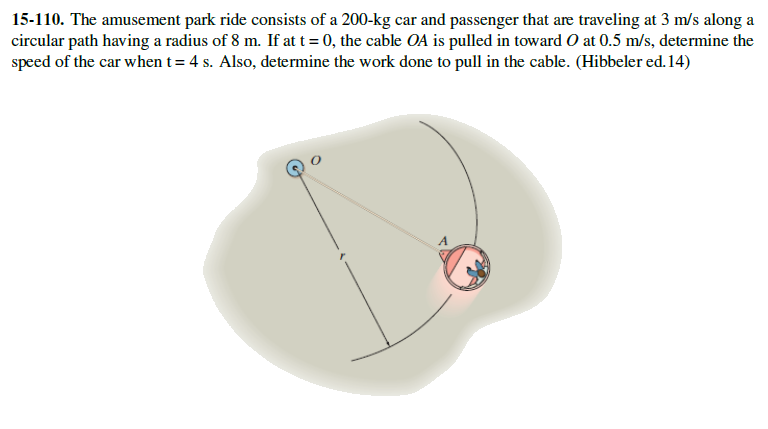 15-110. The amusement park ride consists of a 200-kg car and passenger that are traveling at 3 m/s along a
circular path having a radius of 8 m. If at t = 0, the cable OA is pulled in toward O at 0.5 m/s, determine the
speed of the car when t = 4 s. Also, determine the work done to pull in the cable. (Hibbeler ed.14)
O
A
r